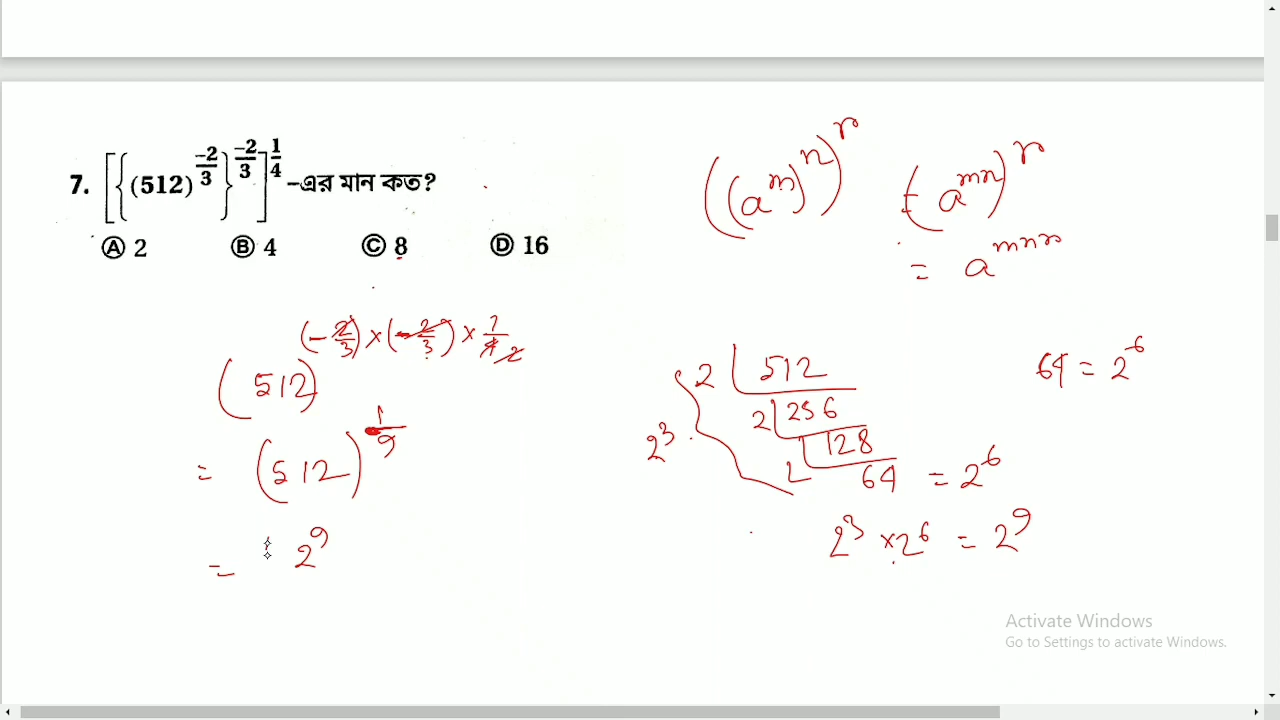 7. [{(512)^(-2/3)}^(-2/3)]^(1/4) -এর মান কত?
Ⓐ 2 Ⓑ 4 Ⓒ 8 Ⓓ 16
((a^m)^n)^r = (a^mn)^r
= a^mnr
(512)^((-2/3)×(-2/3)×1/4 2)
= (512)^(1/9)
= 2^9
2 | 512
2 | 256
2 | 128
64 = 2^6
2^3
2^3 × 2^6 = 2^9
64 = 2^6
Activate Windows
Go to Settings to activate Windows.